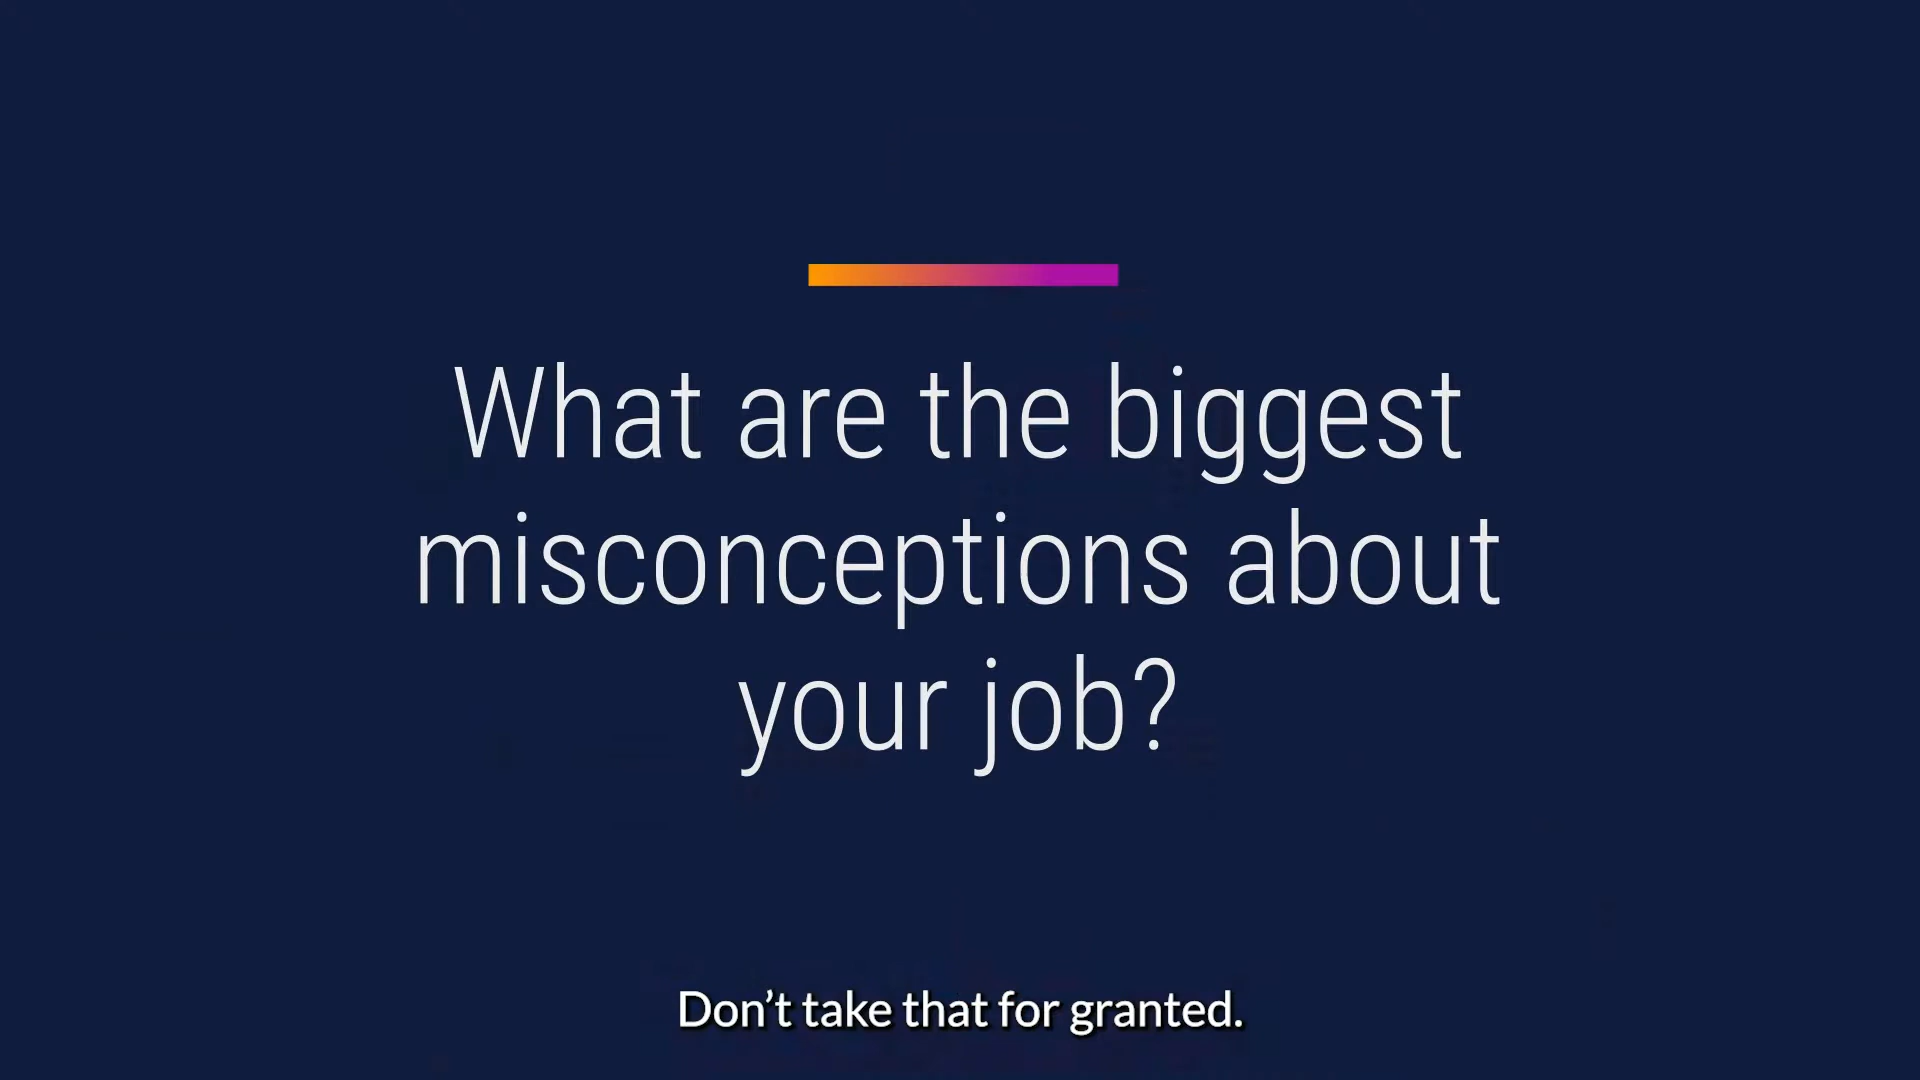 What are the biggest
misconceptions about
your job?
Don’t take that for granted.